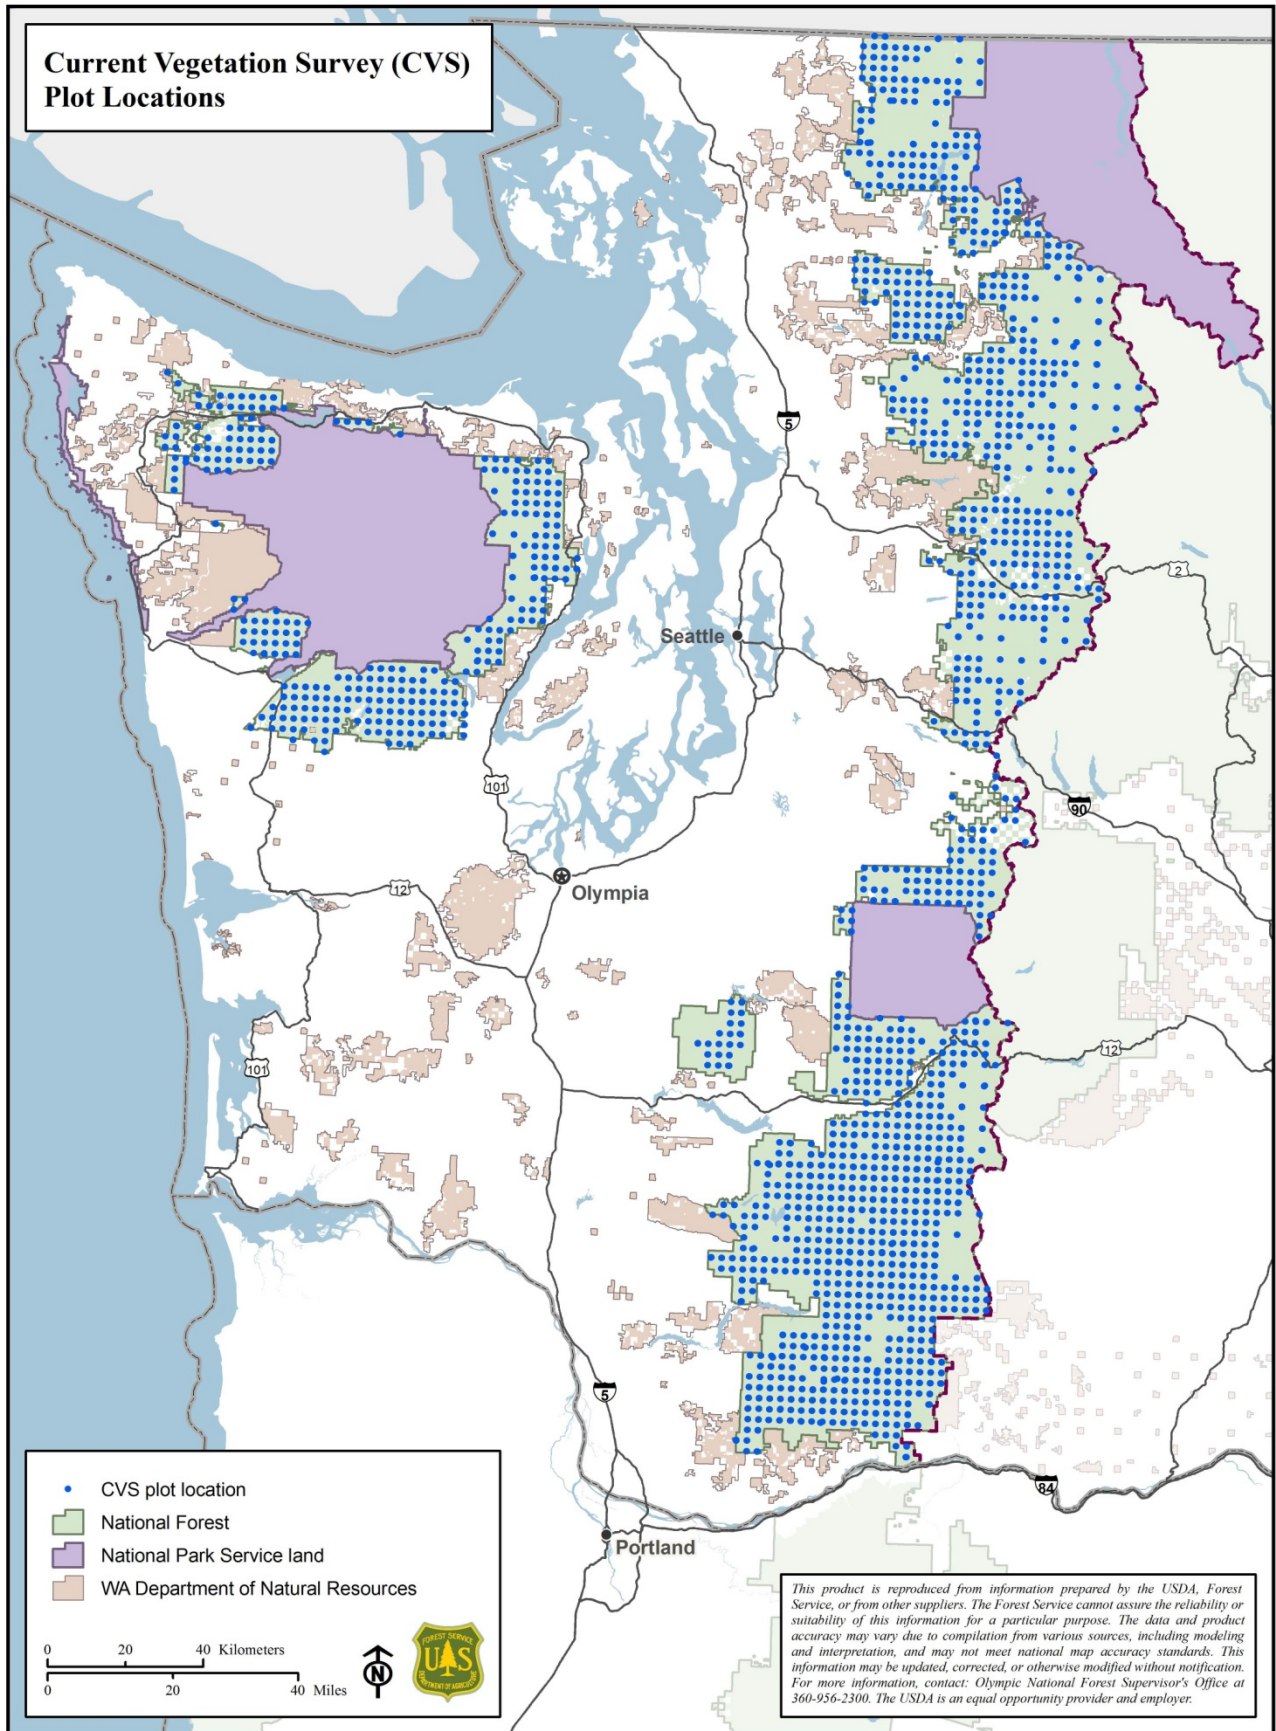 Current Vegetation Survey (CVS)
Plot Locations
5
2
Seattle
101
90
12
Olympia
101
12
5
84
Portland
CVS plot location
National Forest
National Park Service land
WA Department of Natural Resources
0 20 40 Kilometers
0 20 40 Miles
N
FOREST SERVICE
U S
DEPARTMENT OF AGRICULTURE
This product is reproduced from information prepared by the USDA, Forest
Service, or from other suppliers. The Forest Service cannot assure the reliability or
suitability of this information for a particular purpose. The data and product
accuracy may vary due to compilation from various sources, including modeling
and interpretation, and may not meet national map accuracy standards. This
information may be updated, corrected, or otherwise modified without notification.
For more information, contact: Olympic National Forest Supervisor's Office at
360-956-2300. The USDA is an equal opportunity provider and employer.